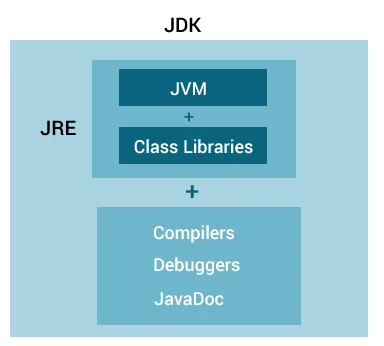 JDK
JRE
JVM
+
Class Libraries
+
Compilers
Debuggers
JavaDoc